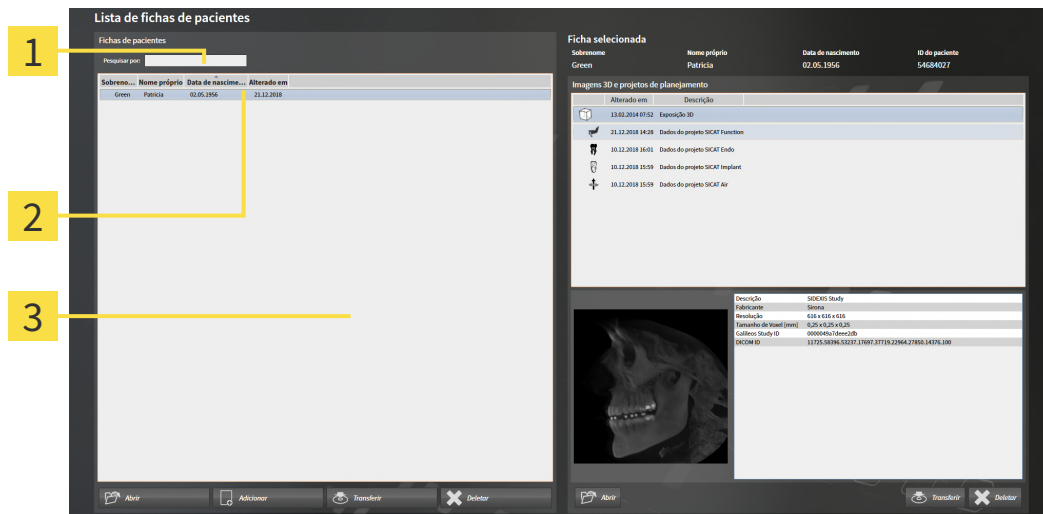 Lista de fichas de pacientes
Fichas de pacientes
1
Pesquisar por:
Sobreno... Nome próprio Data de nascime... Alterado em
Green Patricia 02.05.1956 21.12.2018
2
3
Abrir Adicionar Transferir Deletar
Ficha selecionada
Sobrenome Nome próprio Data de nascimento ID do paciente
Green Patricia 02.05.1956 54684027
Imagens 3D e projetos de planejamento
Alterado em Descrição
13.02.2014 07:52 Exposição 3D
21.12.2018 14:28 Dados do projeto SICAT Function
10.12.2018 16:01 Dados do projeto SICAT Endo
10.12.2018 15:59 Dados do projeto SICAT Implant
10.12.2018 15:59 Dados do projeto SICAT Air
Descrição SIDEXIS Study
Fabricante Sirona
Resolução 616 x 616 x 616
Tamanho de Voxel [mm] 0,25 x 0,25 x 0,25
Galileos Study ID 0000049a7deee2db
DICOM ID 11725.58396.53237.17697.37719.22964.27850.14376.100
Abrir Transferir Deletar